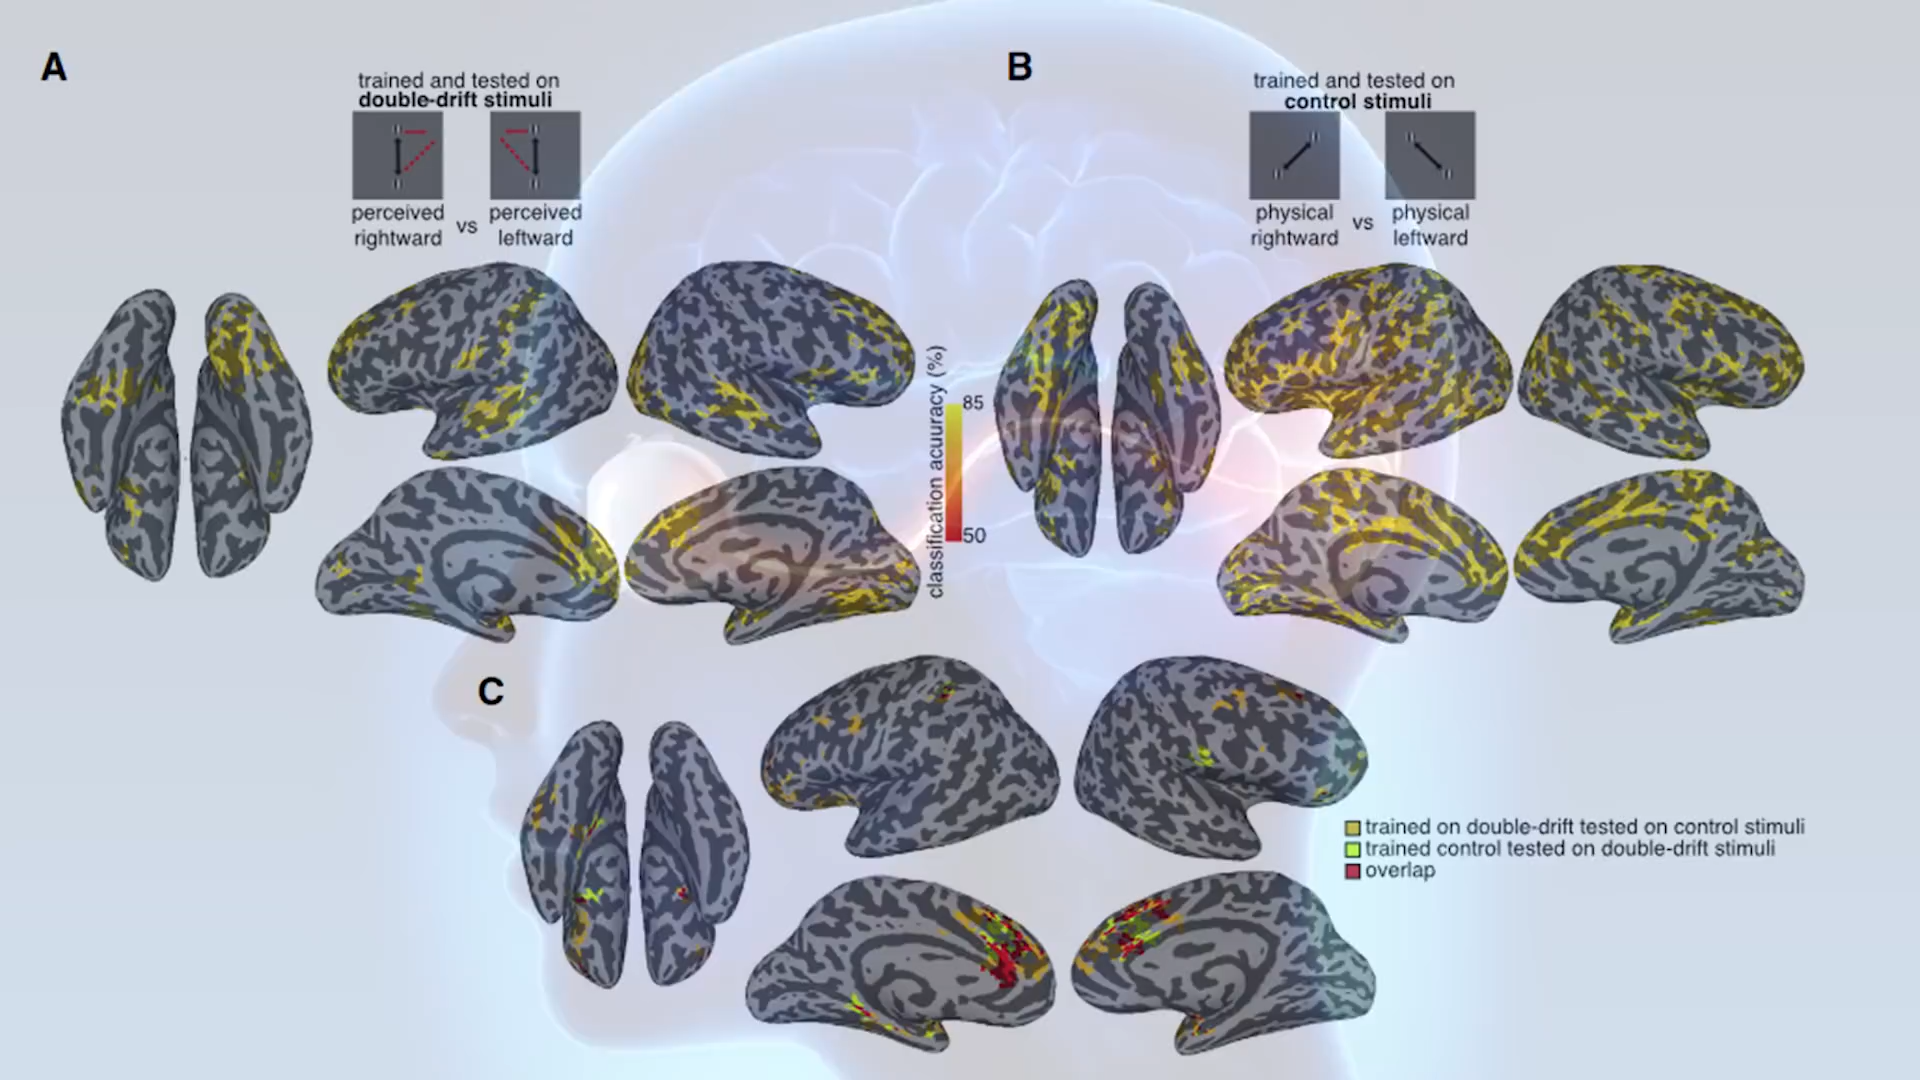 A
trained and tested on
double-drift stimuli
perceived
rightward
vs
perceived
leftward
B
trained and tested on
control stimuli
physical
rightward
vs
physical
leftward
classification acuuracy (%)
85
50
C
trained on double-drift tested on control stimuli
trained control tested on double-drift stimuli
overlap